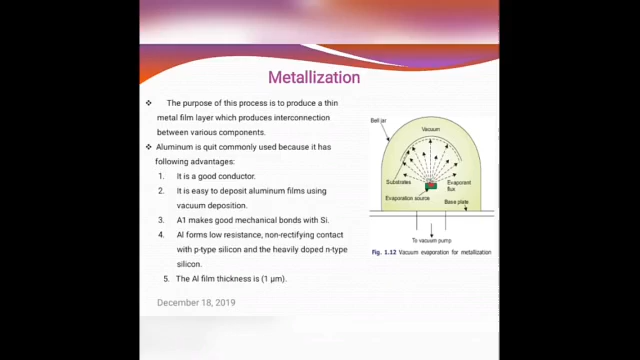 Metallization
❖ The purpose of this process is to produce a thin
metal film layer which produces interconnection
between various components.
❖ Aluminum is quit commonly used because it has
following advantages:
1. It is a good conductor.
2. It is easy to deposit aluminum films using
vacuum deposition.
3. A1 makes good mechanical bonds with Si.
4. Al forms low resistance, non-rectifying contact
with p-type silicon and the heavily doped n-type
silicon.
5. The Al film thickness is (1 μm).
December 18, 2019
Bell jar
Vacuum
Substrates
Evaporant
flux
Evaporation source
Base plate
To vacuum pump
Fig. 1.12 Vacuum evaporation for metallization